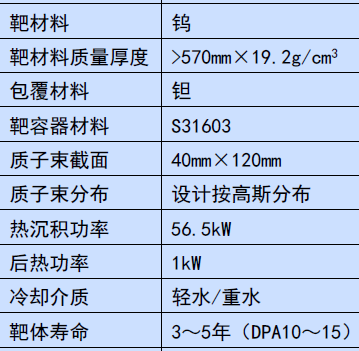 靶材料 钨
靶材料质量厚度 >570mm×19.2g/cm³
包覆材料 钽
靶容器材料 S31603
质子束截面 40mm×120mm
质子束分布 设计按高斯分布
热沉积功率 56.5kW
后热功率 1kW
冷却介质 轻水/重水
靶体寿命 3～5年（DPA10～15）